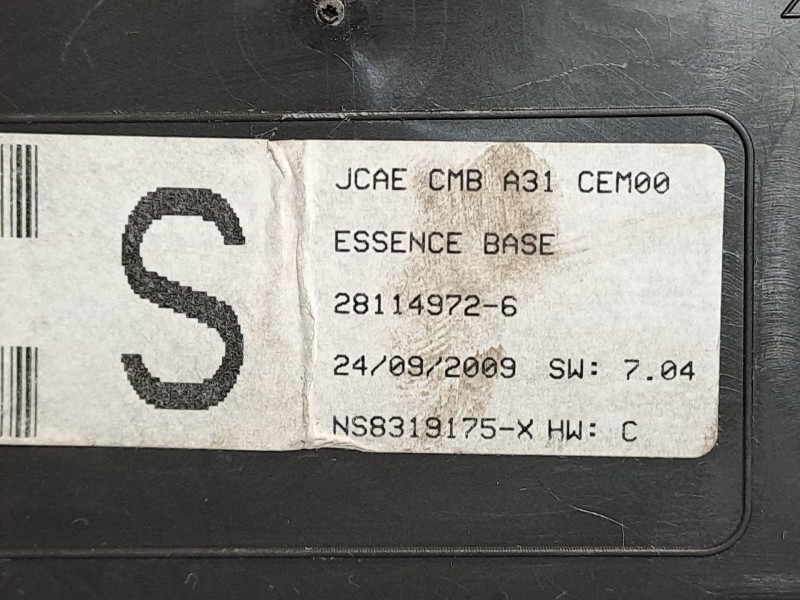 S
JCAE CMB A31 CEM00
ESSENCE BASE
28114972-6
24/09/2009 SW: 7.04
NS8319175-X HW: C